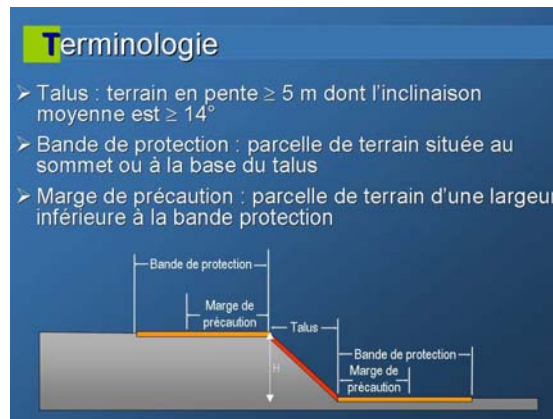 Terminologie
➢ Talus : terrain en pente ≥ 5 m dont l'inclinaison
moyenne est ≥ 14°
➢ Bande de protection : parcelle de terrain située au
sommet ou à la base du talus
➢ Marge de précaution : parcelle de terrain d'une largeur
inférieure à la bande protection
Bande de protection
Marge de
précaution
Talus
H
Bande de protection
Marge de
précaution